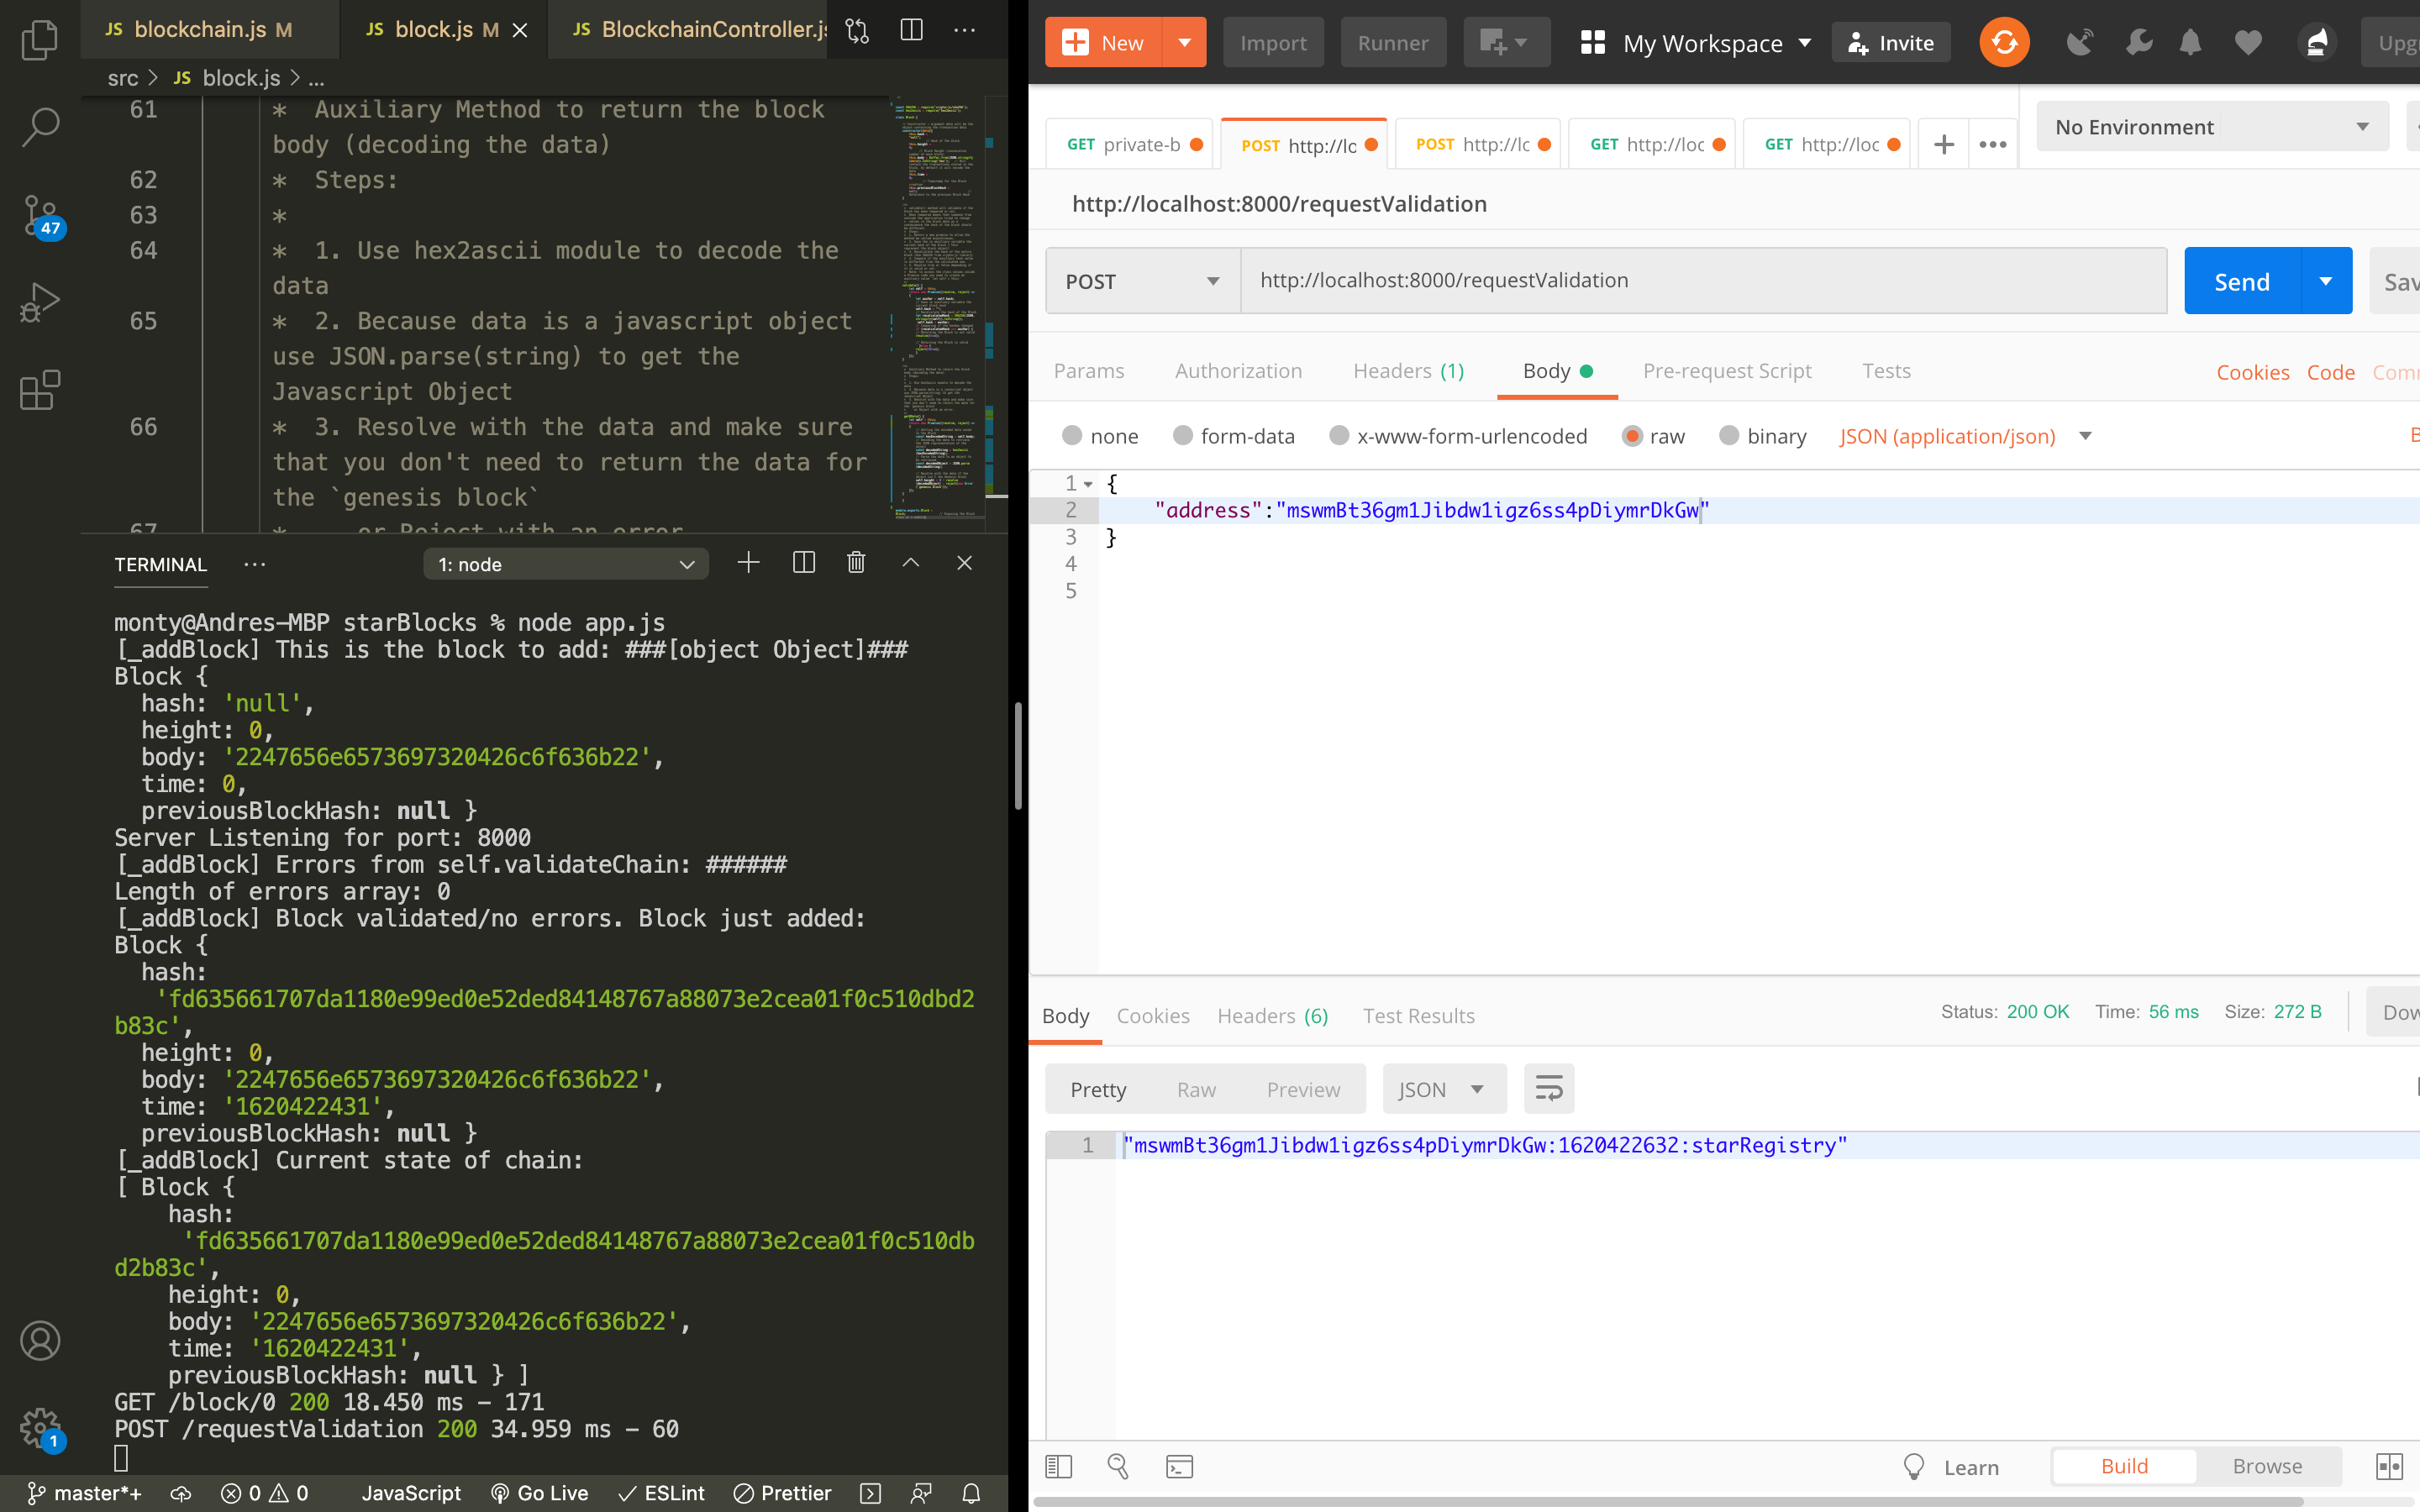 JS blockchain.js M
JS block.js M
JS BlockchainController.js
src > JS block.js > ...
61 * Auxiliary Method to return the block
body (decoding the data)
62 * Steps:
63 *
64 * 1. Use hex2ascii module to decode the
data
65 * 2. Because data is a javascript object
use JSON.parse(string) to get the
Javascript Object
66 * 3. Resolve with the data and make sure
that you don't need to return the data for
the `genesis block`
67 * or Reject with an error
47
TERMINAL ...
1: node
monty@Andres-MBP starBlocks % node app.js
[_addBlock] This is the block to add: ###[object Object]###
Block {
hash: 'null',
height: 0,
body: '2247656e6573697320426c6f636b22',
time: 0,
previousBlockHash: null }
Server Listening for port: 8000
[_addBlock] Errors from self.validateChain: ######
Length of errors array: 0
[_addBlock] Block validated/no errors. Block just added:
Block {
hash:
'fd635661707da1180e99ed0e52ded84148767a88073e2cea01f0c510dbd2
b83c',
height: 0,
body: '2247656e6573697320426c6f636b22',
time: '1620422431',
previousBlockHash: null }
[_addBlock] Current state of chain:
[ Block {
hash:
'fd635661707da1180e99ed0e52ded84148767a88073e2cea01f0c510db
d2b83c',
height: 0,
body: '2247656e6573697320426c6f636b22',
time: '1620422431',
previousBlockHash: null } ]
GET /block/0 200 18.450 ms - 171
POST /requestValidation 200 34.959 ms - 60
1
master*+ 0 0 JavaScript Go Live ESLint Prettier
New Import Runner My Workspace Invite Upg
GET private-b
POST http://lo
POST http://lc
GET http://loc
GET http://loc
No Environment
http://localhost:8000/requestValidation
POST http://localhost:8000/requestValidation Send Sav
Params Authorization Headers (1) Body Pre-request Script Tests Cookies Code Comm
none form-data x-www-form-urlencoded raw binary JSON (application/json) B
1 {
2 "address":"mswmBt36gm1Jibdw1igz6ss4pDiymrDkGw"
3 }
4
5
Body Cookies Headers (6) Test Results Status: 200 OK Time: 56 ms Size: 272 B Dow
Pretty Raw Preview JSON
1 "mswmBt36gm1Jibdw1igz6ss4pDiymrDkGw:1620422632:starRegistry"
Learn Build Browse